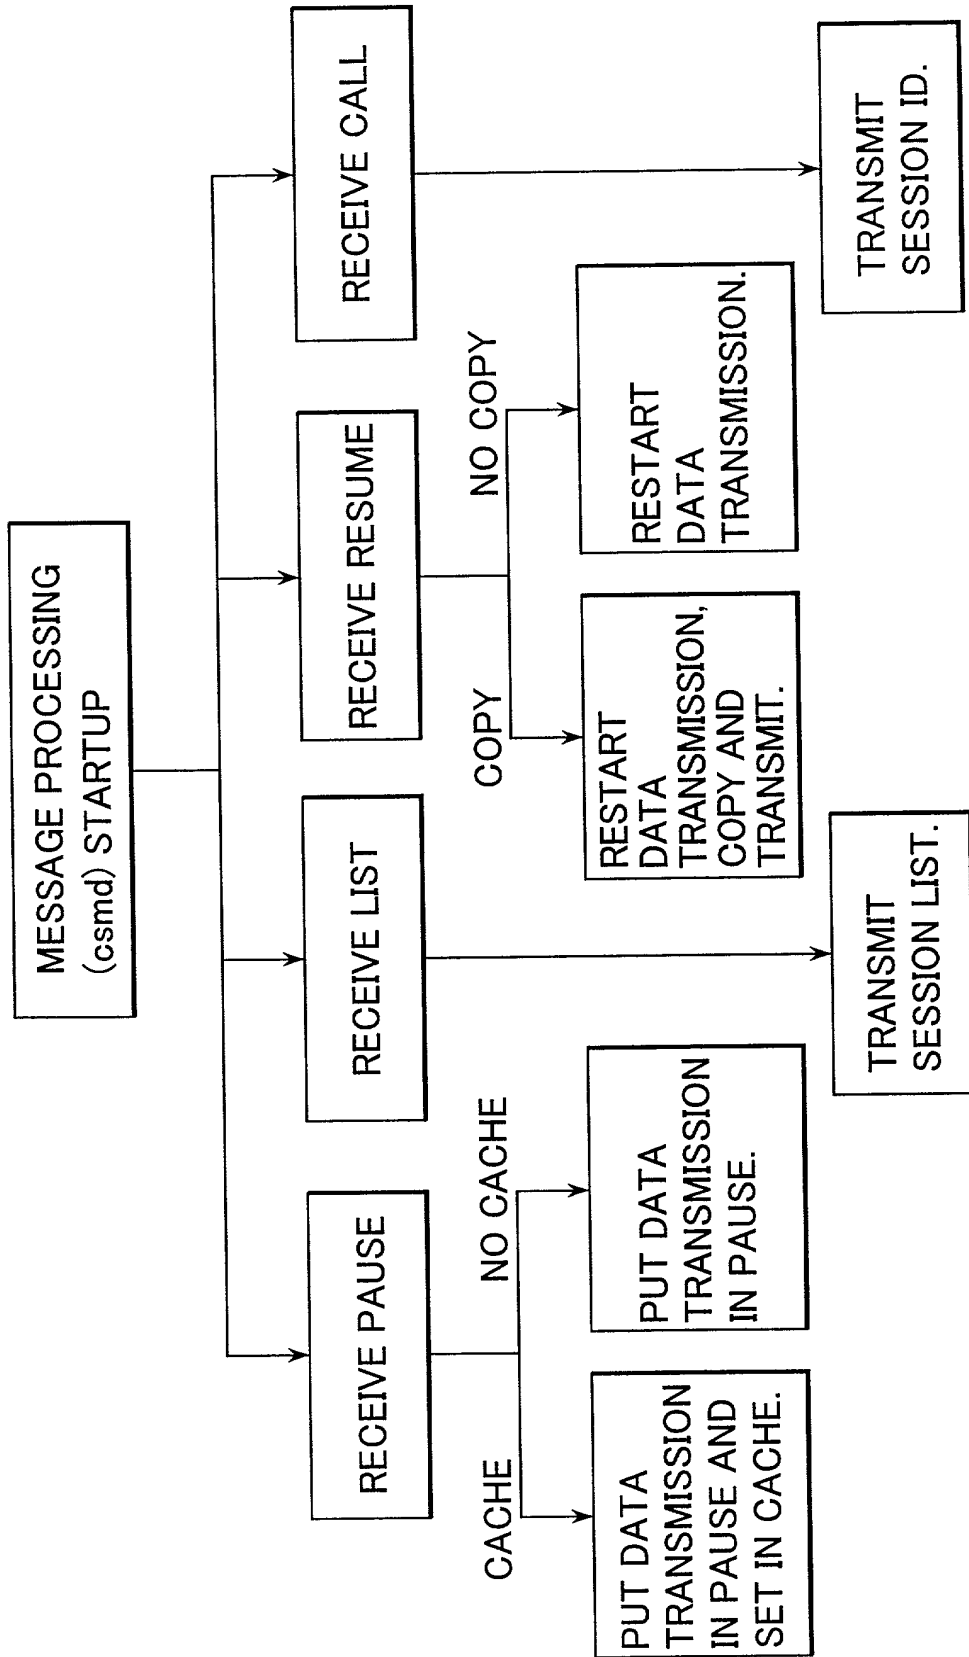 MESSAGE PROCESSING
(csmd) STARTUP
RECEIVE PAUSE
RECEIVE LIST
RECEIVE RESUME
RECEIVE CALL
CACHE
NO CACHE
COPY
NO COPY
PUT DATA
TRANSMISSION
IN PAUSE AND
SET IN CACHE.
PUT DATA
TRANSMISSION
IN PAUSE.
RESTART
DATA
TRANSMISSION,
COPY AND
TRANSMIT.
RESTART
DATA
TRANSMISSION.
TRANSMIT
SESSION LIST.
TRANSMIT
SESSION ID.